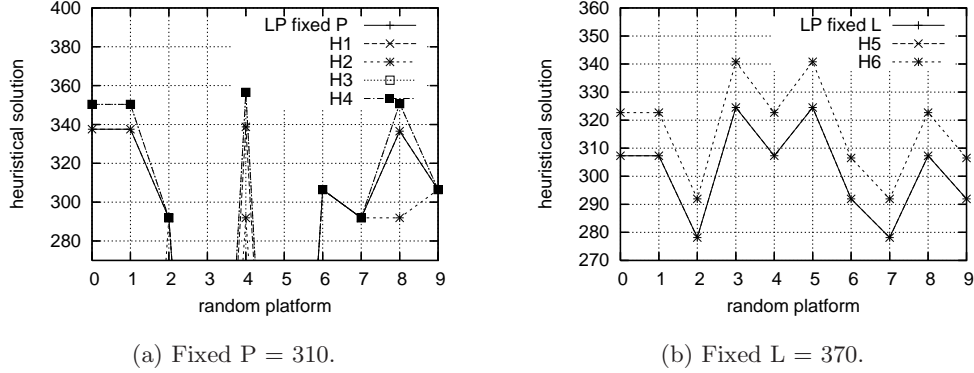 400
380
360
340
320
300
280
heuristical solution
0 1 2 3 4 5 6 7 8 9
random platform
LP fixed P
H1
H2
H3
H4
(a) Fixed P = 310.
360
350
340
330
320
310
300
290
280
270
heuristical solution
0 1 2 3 4 5 6 7 8 9
random platform
LP fixed L
H5
H6
(b) Fixed L = 370.